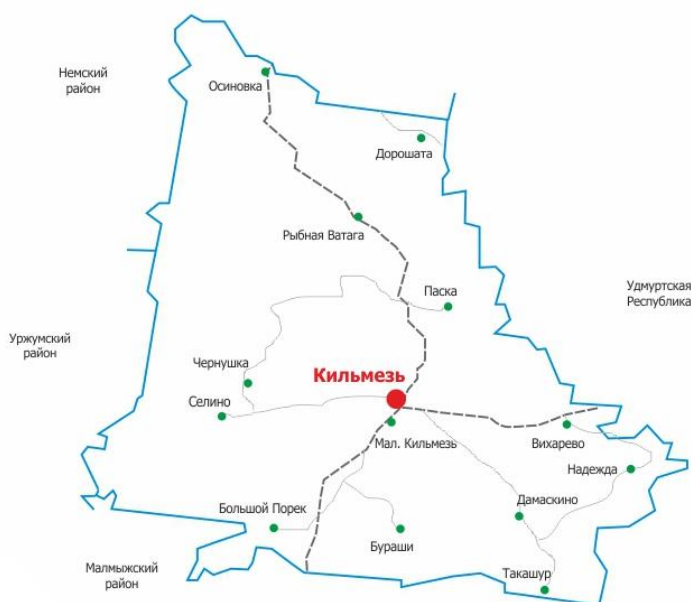 Немский
район
Осиновка
Дорошата
Рыбная Ватага
Паска
Удмуртская
Республика
Уржумский
район
Чернушка
Кильмезь
Селино
Мал. Кильмезь
Вихарево
Надежда
Дамаскино
Большой Порек
Бураши
Малмыжский
район
Такашур